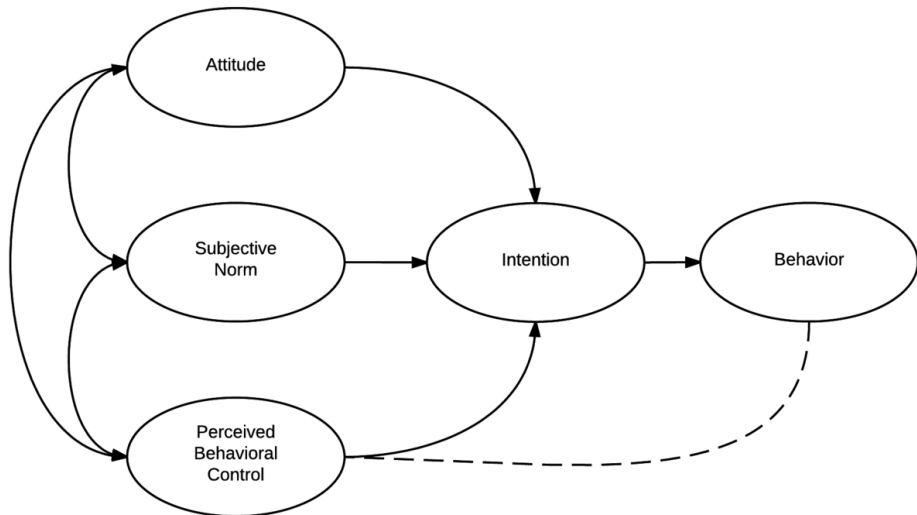 Attitude
Subjective
Norm
Intention
Behavior
Perceived
Behavioral
Control